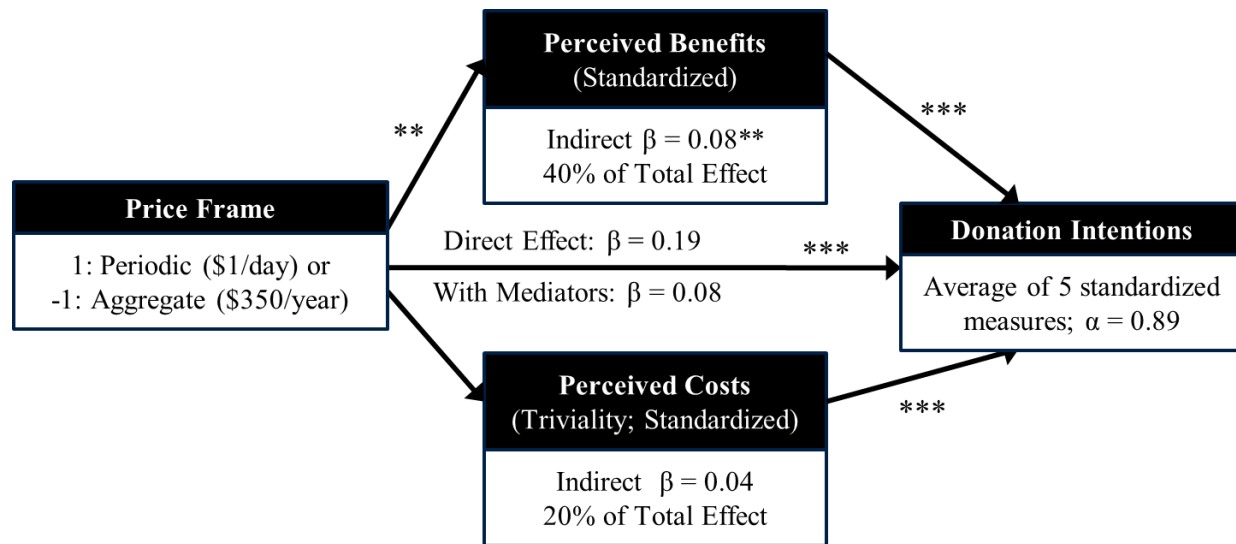 Perceived Benefits
(Standardized)
Indirect β = 0.08**
40% of Total Effect
**
***
Price Frame
1: Periodic ($1/day) or
-1: Aggregate ($350/year)
Direct Effect: β = 0.19
***
With Mediators: β = 0.08
Donation Intentions
Average of 5 standardized
measures; α = 0.89
Perceived Costs
(Triviality; Standardized)
Indirect β = 0.04
20% of Total Effect
***